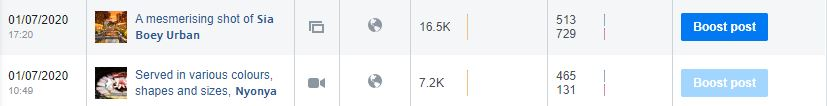 01/07/2020
17:20
A mesmerising shot of Sia
Boey Urban
16.5K
513
729
Boost post
01/07/2020
10:49
Served in various colours,
shapes and sizes, Nyonya
7.2K
465
131
Boost post